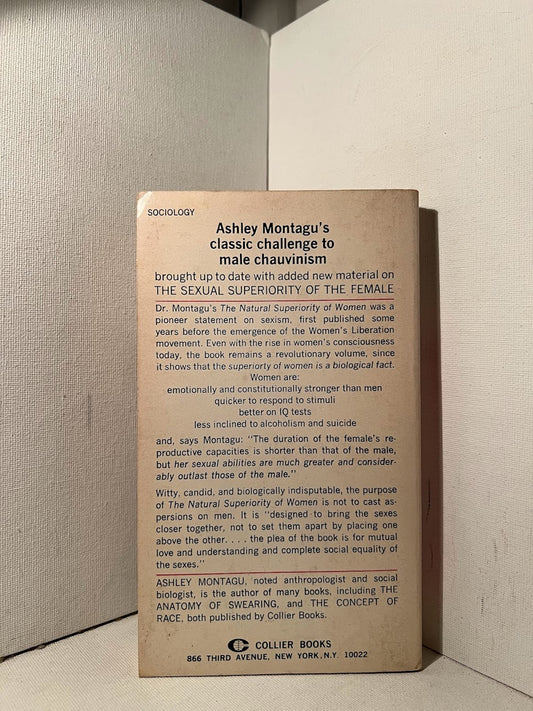 SOCIOLOGY
Ashley Montagu's
classic challenge to
male chauvinism
brought up to date with added new material on
THE SEXUAL SUPERIORITY OF THE FEMALE
Dr. Montagu's The Natural Superiority of Women was a
pioneer statement on sexism, first published some
years before the emergence of the Women's Liberation
movement. Even with the rise in women's consciousness
today, the book remains a revolutionary volume, since
it shows that the superiorty of women is a biological fact.
Women are:
emotionally and constitutionally stronger than men
quicker to respond to stimuli
better on IQ tests
less inclined to alcoholism and suicide
and, says Montagu: "The duration of the female's re-
productive capacities is shorter than that of the male,
but her sexual abilities are much greater and consider-
ably outlast those of the male."
Witty, candid, and biologically indisputable, the purpose
of The Natural Superiority of Women is not to cast as-
persions on men. It is "designed to bring the sexes
closer together, not to set them apart by placing one
above the other. . . . the plea of the book is for mutual
love and understanding and complete social equality of
the sexes."
ASHLEY MONTAGU, noted anthropologist and social
biologist, is the author of many books, including THE
ANATOMY OF SWEARING, and THE CONCEPT OF
RACE, both published by Collier Books.
COLLIER BOOKS
866 THIRD AVENUE, NEW YORK, N.Y. 10022